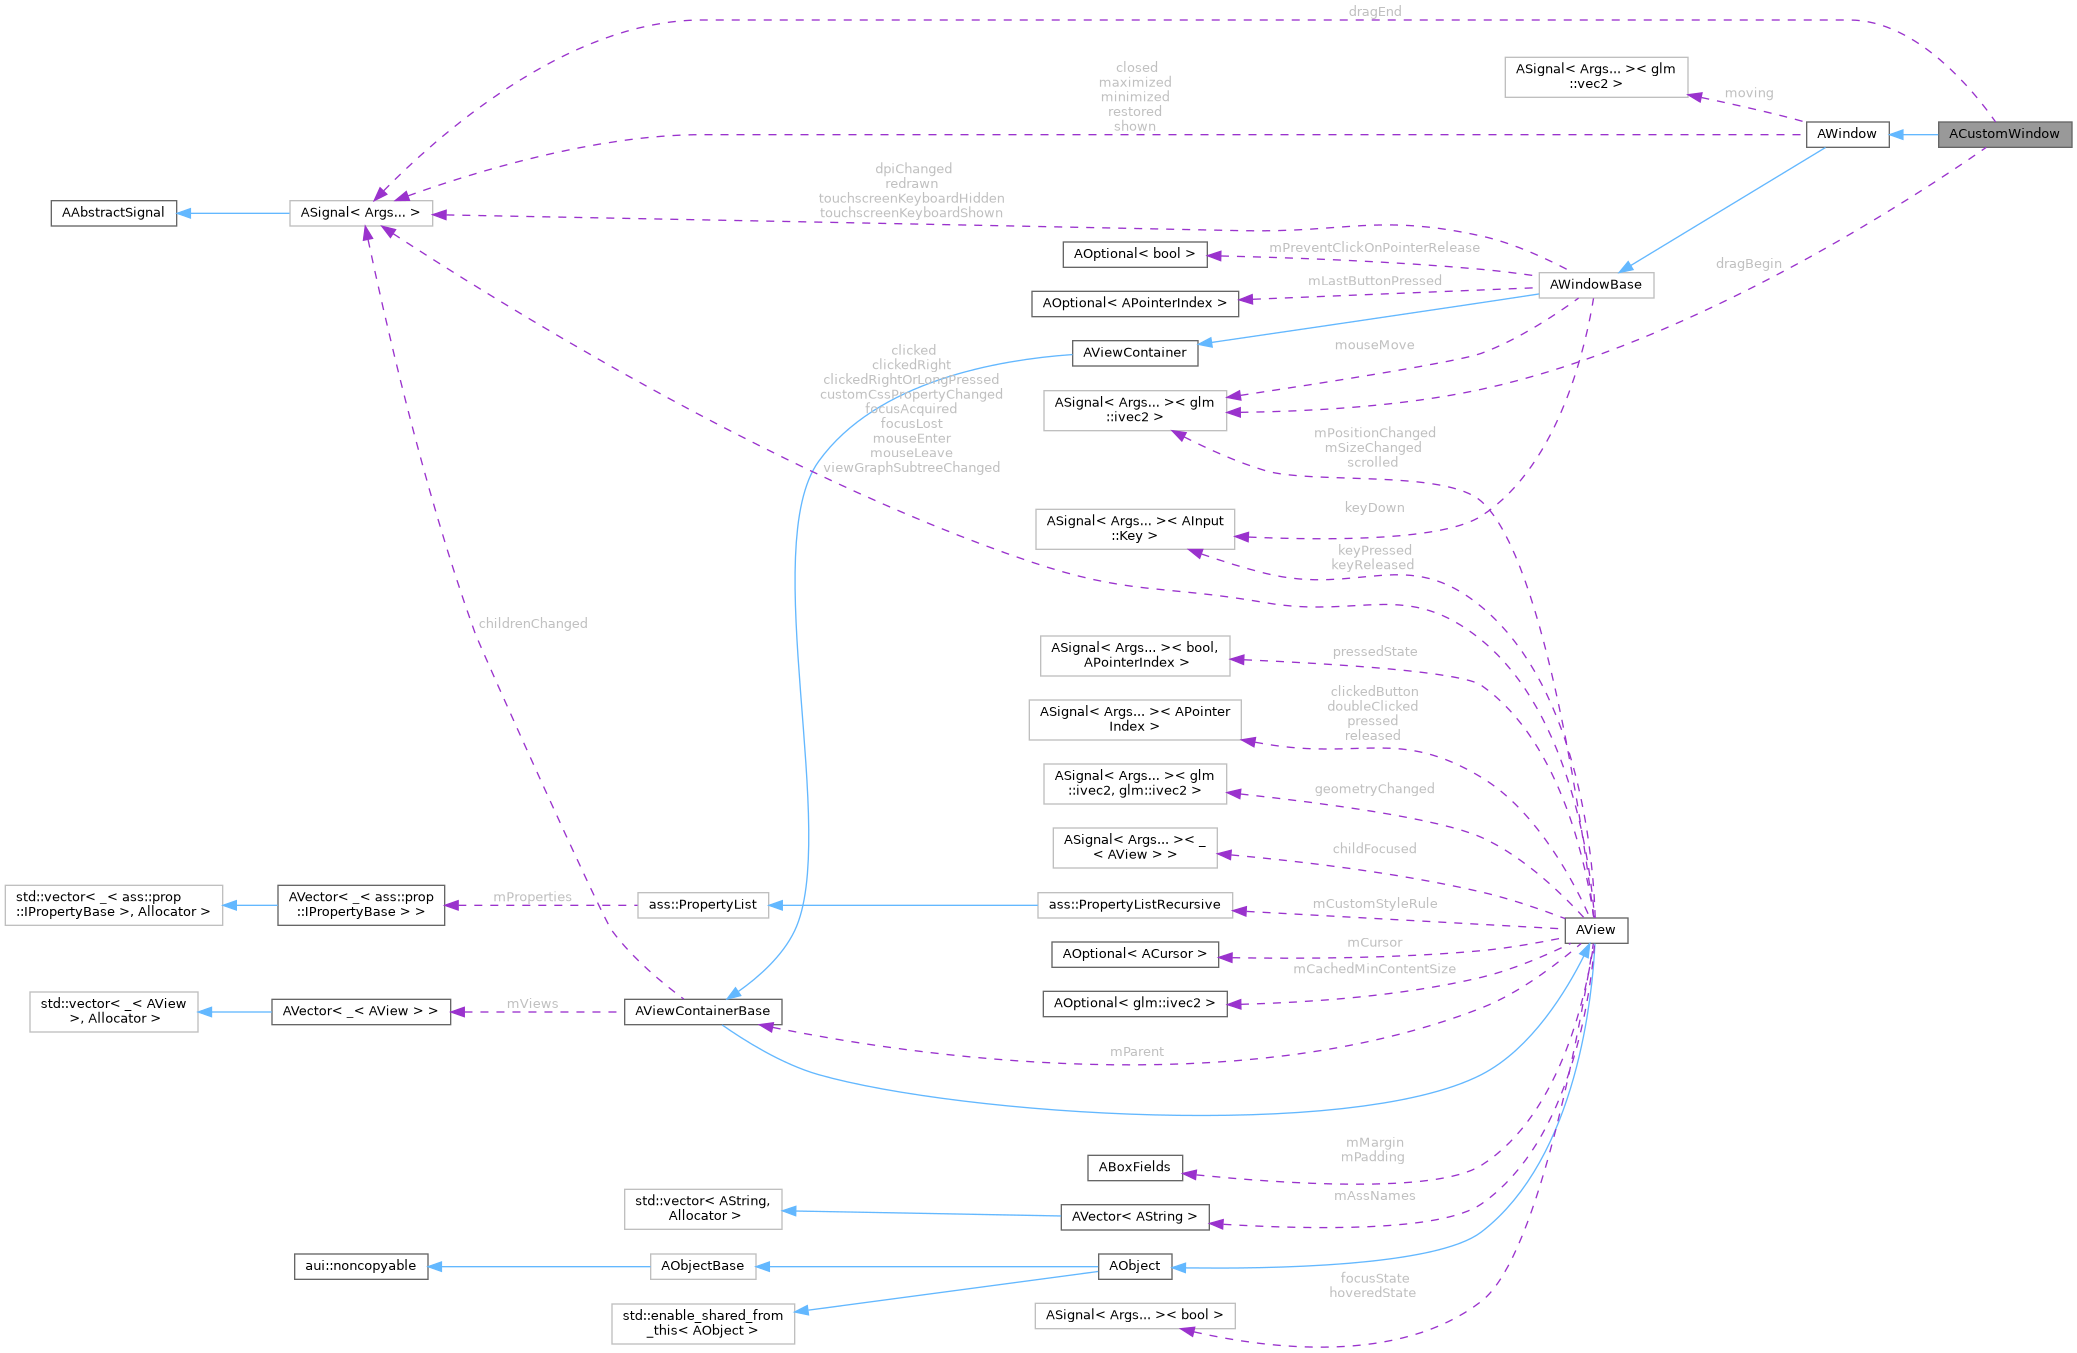 dragEnd
closed
maximized
minimized
restored
shown
ASignal< Args... >< glm
::vec2 >
moving
AWindow
ACustomWindow
dpiChanged
redrawn
touchscreenKeyboardHidden
touchscreenKeyboardShown
AAbstractSignal
ASignal< Args... >
AOptional< bool >
mPreventClickOnPointerRelease
dragBegin
AOptional< APointerIndex >
mLastButtonPressed
AWindowBase
AViewContainer
mouseMove
clicked
clickedRight
clickedRightOrLongPressed
customCssPropertyChanged
focusAcquired
focusLost
mouseEnter
mouseLeave
viewGraphSubtreeChanged
ASignal< Args... >< glm
::ivec2 >
mPositionChanged
mSizeChanged
scrolled
keyDown
ASignal< Args... >< AInput
::Key >
keyPressed
keyReleased
childrenChanged
ASignal< Args... >< bool,
APointerIndex >
pressedState
ASignal< Args... >< APointer
Index >
clickedButton
doubleClicked
pressed
released
ASignal< Args... >< glm
::ivec2, glm::ivec2 >
geometryChanged
ASignal< Args... >< _
< AView > >
childFocused
std::vector< _< ass::prop
::IPropertyBase >, Allocator >
AVector< _< ass::prop
::IPropertyBase > >
mProperties
ass::PropertyList
ass::PropertyListRecursive
mCustomStyleRule
AView
AOptional< ACursor >
mCursor
AOptional< glm::ivec2 >
mCachedMinContentSize
std::vector< _< AView
>, Allocator >
AVector< _< AView > >
mViews
AViewContainerBase
mParent
ABoxFields
mMargin
mPadding
std::vector< AString,
Allocator >
AVector< AString >
mAssNames
aui::noncopyable
AObjectBase
AObject
std::enable_shared_from
_this< AObject >
ASignal< Args... >< bool >
focusState
hoveredState